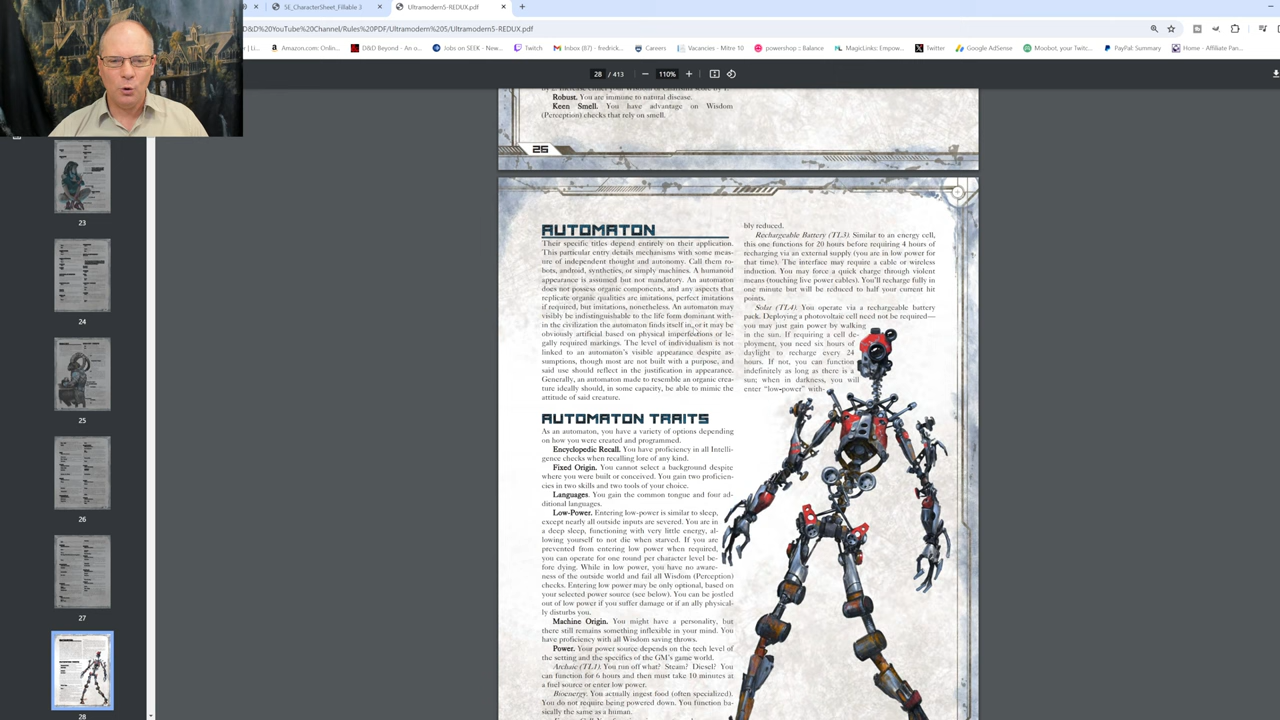 5E_CharacterSheet_Fillable 3
Ultramodern5-REDUX.pdf
D&D%20YouTube%20Channel/Rules%20PDF/Ultramodern%205/Ultramodern5-REDUX.pdf
Amazon.com: Onlin...
D&D Beyond An o...
Jobs on SEEK - New...
Twitch
Inbox (87) - fredrick...
Careers
Vacancies - Mitre 10
powershop :: Balance
MagicLinks: Empow...
Twitter
Google AdSense
Moobot, your Twitc...
PayPal: Summary
Home - Affiliate Pan...
28 / 413
110%
23
24
25
26
27
28
Robust. You are immune to natural disease.
Keen Smell. You have advantage on Wisdom
(Perception) checks that rely on smell.
26
AUTOMATON
Their specific titles depend entirely on their application.
This particular entry details mechanisms with some meas-
ure of independent thought and autonomy. Call them ro-
bots, android, synthetics, or simply machines. A humanoid
appearance is assumed but not mandatory. An automaton
does not possess organic components, and any aspects that
replicate organic qualities are imitations, perfect imitations
if required, but imitations, nonetheless. An automaton may
visibly be indistinguishable to the life form dominant with-
in the civilization the automaton finds itself in, or it may be
obviously artificial based on physical imperfections or le-
gally required markings. The level of individualism is not
linked to an automaton's visible appearance despite as-
sumptions, though most are not built with a purpose, and
said use should reflect in the justification in appearance.
Generally, an automaton made to resemble an organic crea-
ture ideally should, in some capacity, be able to mimic the
attitude of said creature.
AUTOMATON TRAITS
As an automaton, you have a variety of options depending
on how you were created and programmed.
Encyclopedic Recall. You have proficiency in all Intelli-
gence checks when recalling lore of any kind.
Fixed Origin. You cannot select a background despite
where you were built or conceived. You gain two proficien-
cies in two skills and two tools of your choice.
Languages. You gain the common tongue and four ad-
ditional languages.
Low-Power. Entering low-power is similar to sleep,
except nearly all outside inputs are severed. You are in
a deep sleep, functioning with very little energy, al-
lowing yourself to not die when starved. If you are
prevented from entering low power when required,
you can operate for one round per character level be-
fore dying. While in low power, you have no aware-
ness of the outside world and fail all Wisdom (Perception)
checks. Entering low power may be only optional, based on
your selected power source (see below). You can be jostled
out of low power if you suffer damage or if an ally physical-
ly disturbs you.
Machine Origin. You might have a personality, but
there still remains something inflexible in your mind. You
have proficiency with all Wisdom saving throws.
Power. Your power source depends on the tech level of
the setting and the specifics of the GM's game world.
Archaic (TL1). You run off what? Steam? Diesel? You
can function for 6 hours and then must take 10 minutes at
a fuel source or enter low power.
Bioenergy. You actually ingest food (often specialized).
You do not require being powered down. You function ba-
sically the same as a human.
bly reduced.
Rechargeable Battery (TL3). Similar to an energy cell,
this one functions for 20 hours before requiring 4 hours of
recharging via an external supply (you are in low power for
that time). The interface may require a cable or wireless
induction. You may force a quick charge through violent
means (touching live power cables). You'll recharge fully in
one minute but will be reduced to half your current hit
points.
Solar (TL4). You operate via a rechargeable battery
pack. Deploying a photovoltaic cell need not be required—
you may just gain power by walking
in the sun. If requiring a cell de-
ployment, you need six hours of
daylight to recharge every 24
hours. If not, you can function
indefinitely as long as there is a
sun; when in darkness, you will
enter "low-power" with-